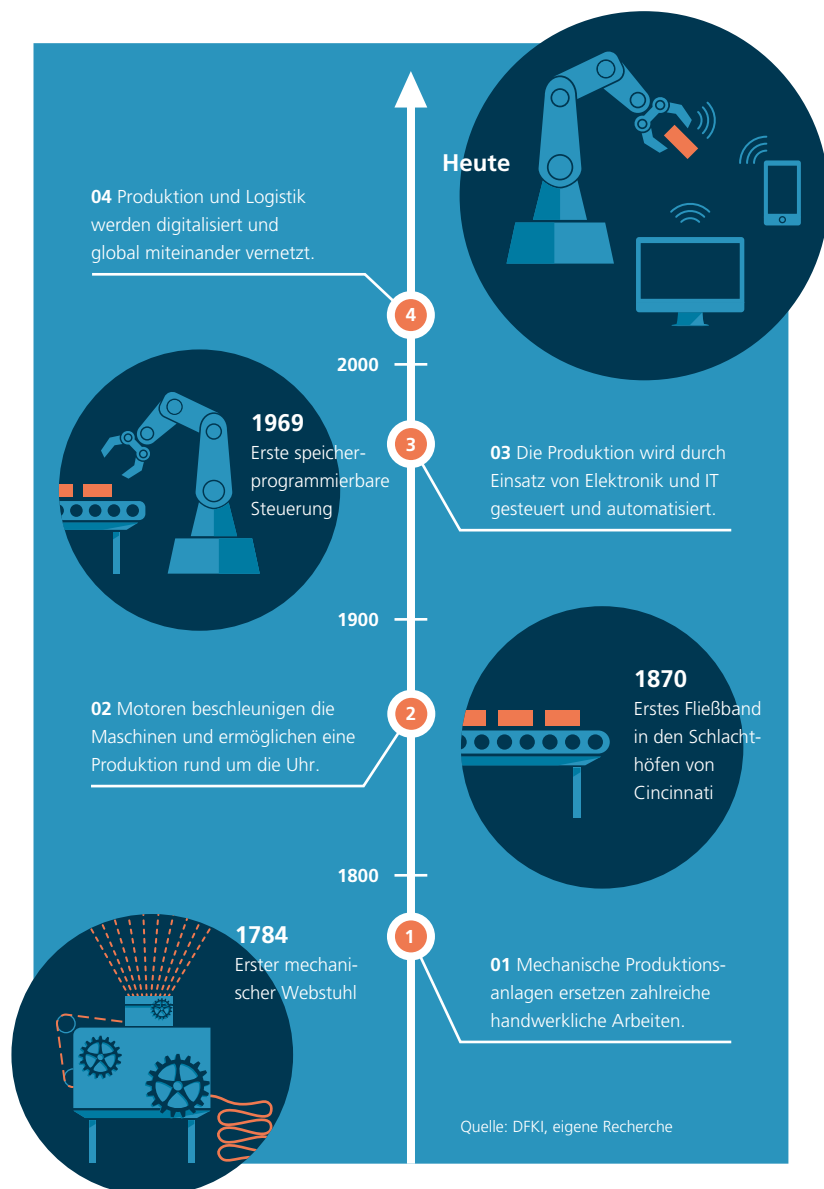 Heute
04 Produktion und Logistik
werden digitalisiert und
global miteinander vernetzt.
4
2000
1969
Erste speicher-
programmierbare
Steuerung
3
03 Die Produktion wird durch
Einsatz von Elektronik und IT
gesteuert und automatisiert.
1900
02 Motoren beschleunigen die
Maschinen und ermöglichen eine
Produktion rund um die Uhr.
2
1870
Erstes Fließband
in den Schlacht-
höfen von
Cincinnati
1800
1784
Erster mechani-
scher Webstuhl
1
01 Mechanische Produktions-
anlagen ersetzen zahlreiche
handwerkliche Arbeiten.
Quelle: DFKI, eigene Recherche